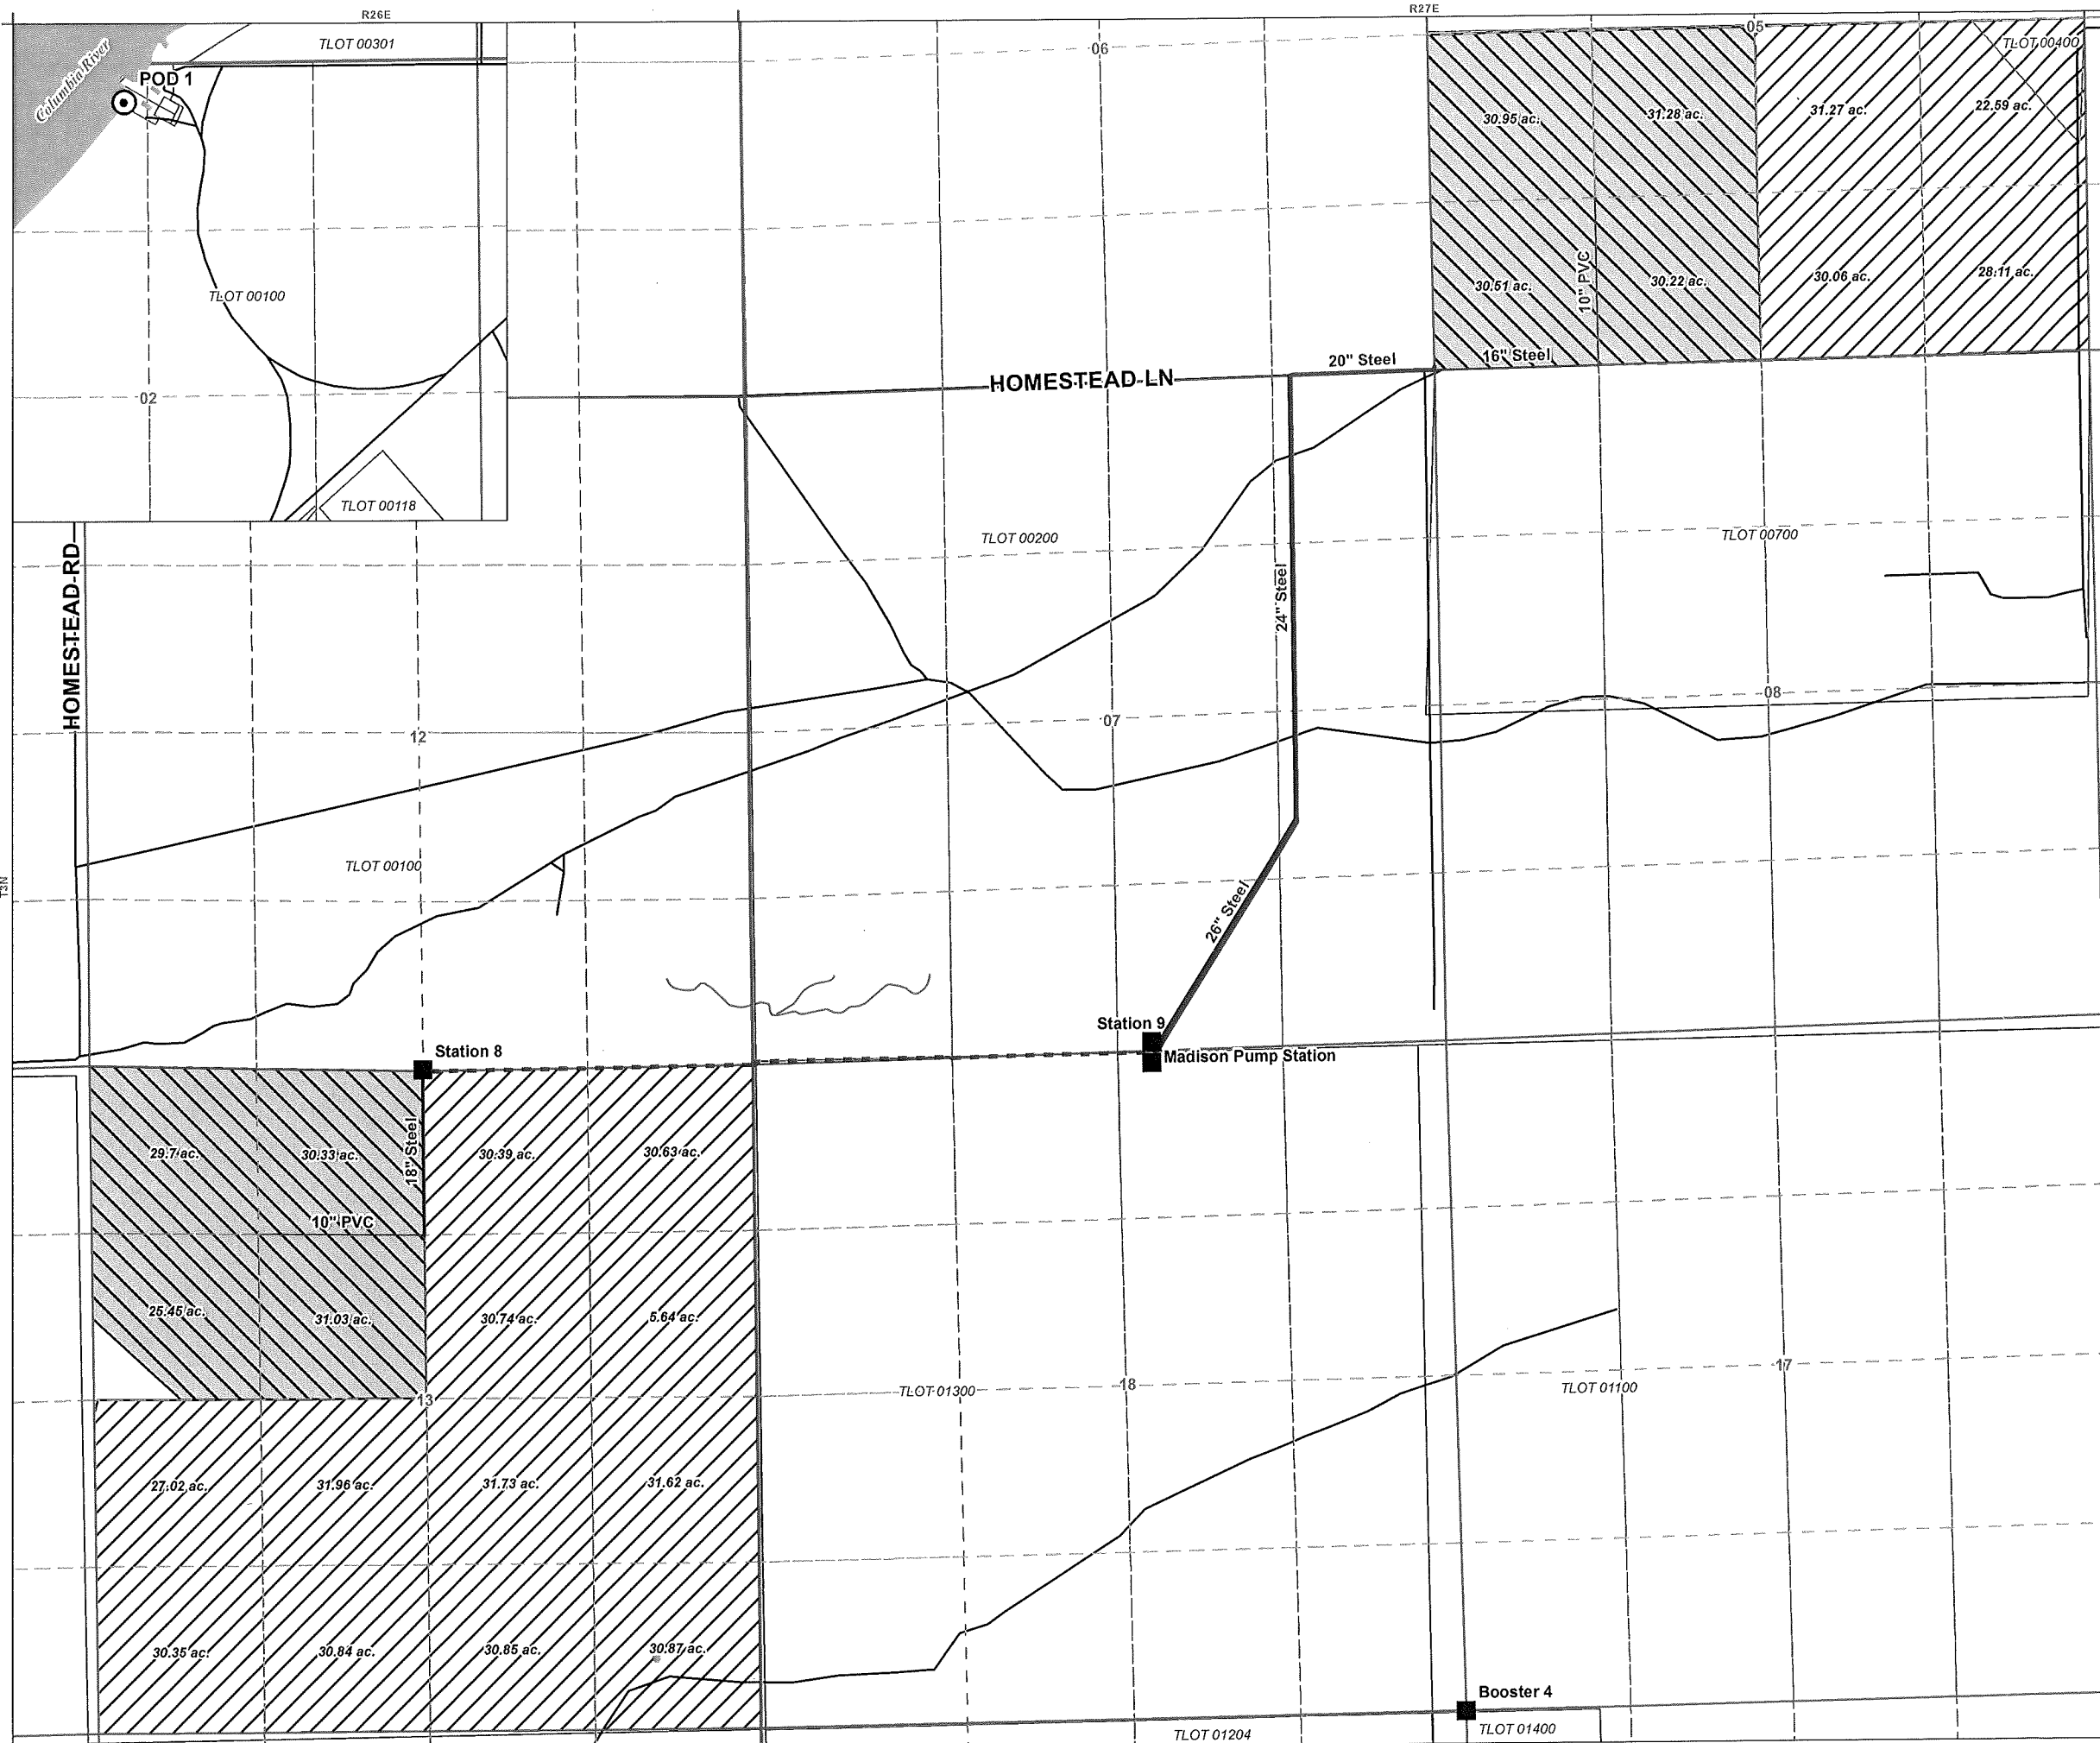 R26E
R27E
TLOT 00301
Columbia River
POD 1
06
05
TLOT 00400
30.95 ac.
31.28 ac.
31.27 ac.
22.59 ac.
TLOT 00100
30.51 ac.
10" PVC
30.22 ac.
30.06 ac.
28.11 ac.
02
HOMESTEAD LN
20" Steel
16" Steel
TLOT 00118
HOMESTEAD RD
TLOT 00200
24" Steel
TLOT 00700
12
07
08
T3N
TLOT 00100
26" Steel
Station 8
Station 9
Madison Pump Station
29.7 ac.
30.33 ac.
18" Steel
30.39 ac.
30.63 ac.
10" PVC
25.45 ac.
31.03 ac.
30.74 ac.
5.64 ac.
13
TLOT 01300
18
TLOT 01100
17
27.02 ac.
31.96 ac.
31.73 ac.
31.62 ac.
30.35 ac.
30.84 ac.
30.85 ac.
30.87 ac.
Booster 4
TLOT 01204
TLOT 01400